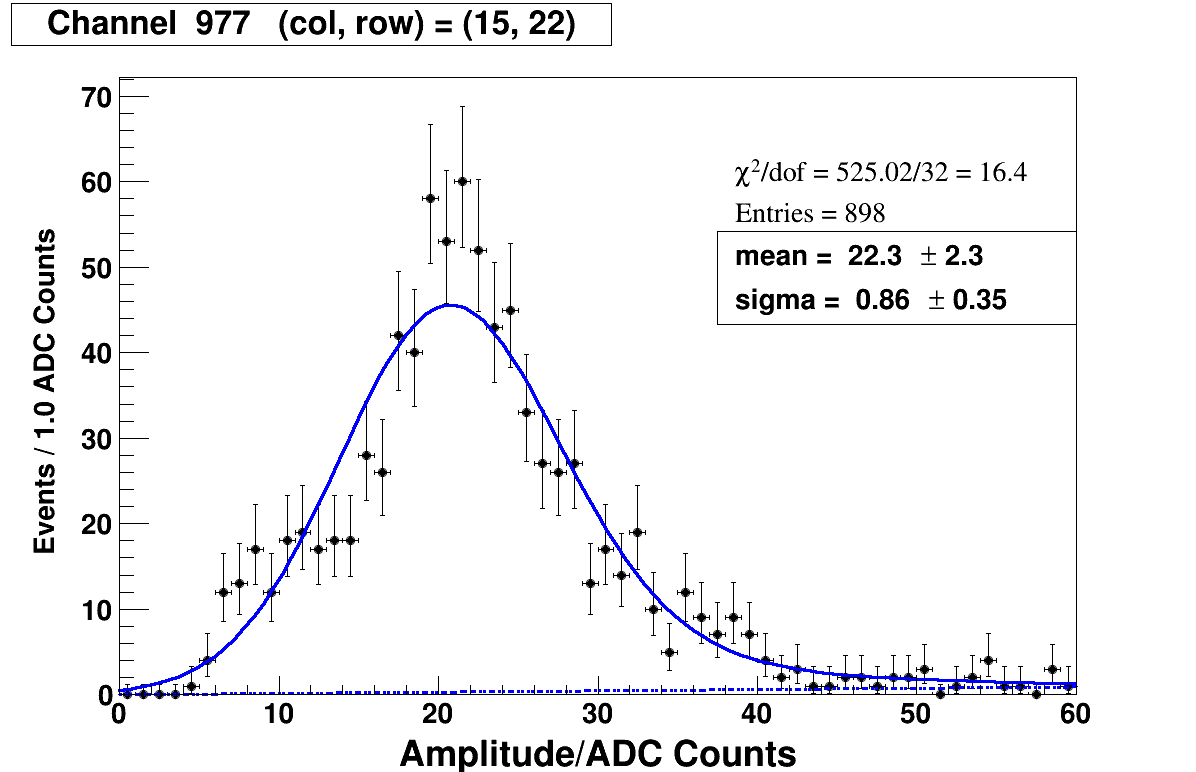 Channel 977 (col, row) = (15, 22)
70
60
50
40
30
20
10
0
Events / 1.0 ADC Counts
χ²/dof = 525.02/32 = 16.4
Entries = 898
mean = 22.3 ± 2.3
sigma = 0.86 ± 0.35
0 10 20 30 40 50 60
Amplitude/ADC Counts